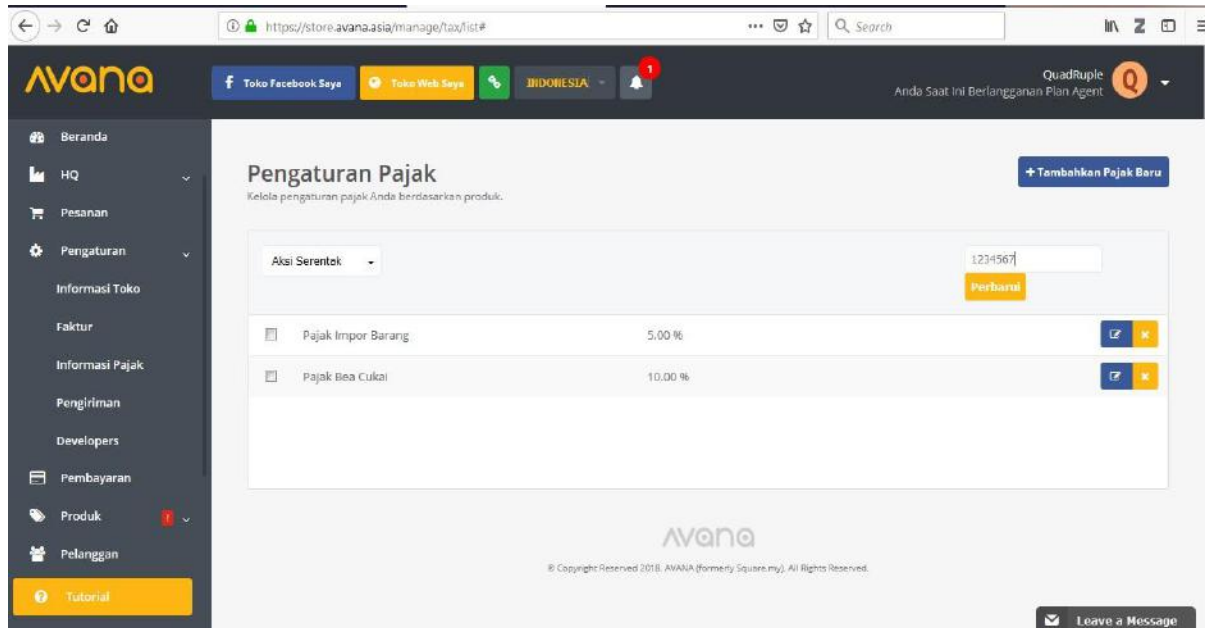 https://store.avana.asia/manage/tax/list#
Search
AVANA
Toko Facebook Saya
Toko Web Saya
INDONESIA
1
QuadRuple
Anda Saat Ini Berlangganan Plan Agent
Q
Beranda
HQ
Pesanan
Pengaturan
Informasi Toko
Faktur
Informasi Pajak
Pengiriman
Developers
Pembayaran
Produk
!
Pelanggan
Tutorial
Pengaturan Pajak
Kelola pengaturan pajak Anda berdasarkan produk.
+ Tambahkan Pajak Baru
Aksi Serentak
1234567
Perbarui
Pajak Impor Barang 5.00 %
Pajak Bea Cukai 10.00 %
AVANA
© Copyright Reserved 2018. AVANA (formerly Square.my). All Rights Reserved.
Leave a Message